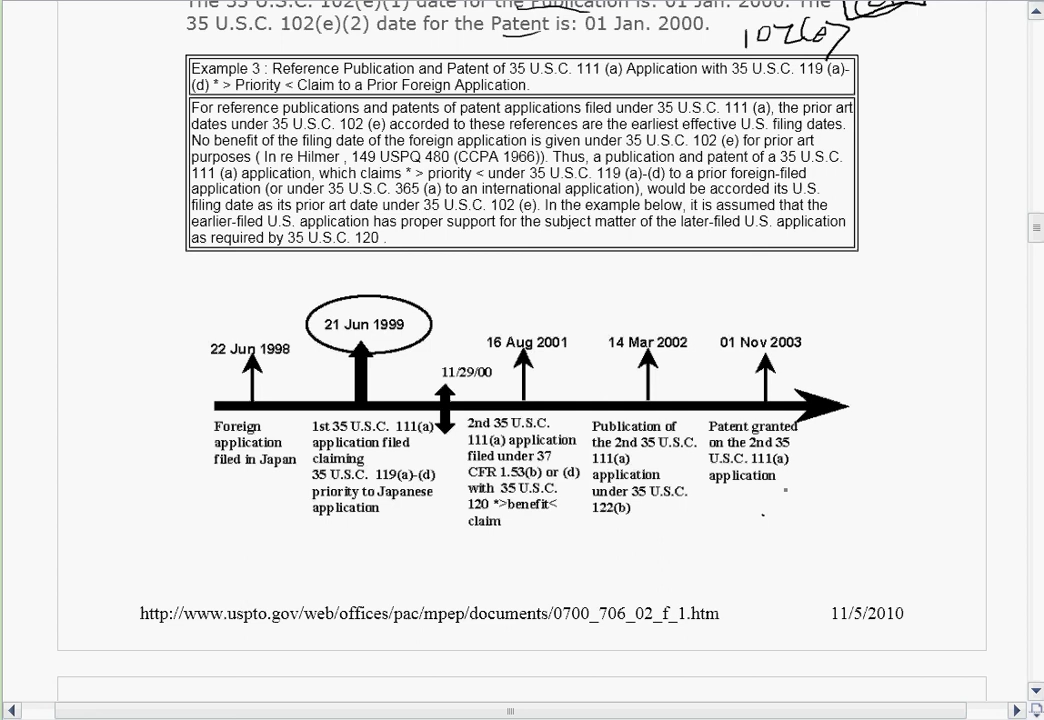 The 35 U.S.C. 102(e)(1) date for the Publication is: 01 Jan. 2000. The
35 U.S.C. 102(e)(2) date for the Patent is: 01 Jan. 2000.
102(e)
Example 3 : Reference Publication and Patent of 35 U.S.C. 111 (a) Application with 35 U.S.C. 119 (a)-
(d) * > Priority < Claim to a Prior Foreign Application.
For reference publications and patents of patent applications filed under 35 U.S.C. 111 (a), the prior art
dates under 35 U.S.C. 102 (e) accorded to these references are the earliest effective U.S. filing dates.
No benefit of the filing date of the foreign application is given under 35 U.S.C. 102 (e) for prior art
purposes ( In re Hilmer , 149 USPQ 480 (CCPA 1966)). Thus, a publication and patent of a 35 U.S.C.
111 (a) application, which claims * > priority < under 35 U.S.C. 119 (a)-(d) to a prior foreign-filed
application (or under 35 U.S.C. 365 (a) to an international application), would be accorded its U.S.
filing date as its prior art date under 35 U.S.C. 102 (e). In the example below, it is assumed that the
earlier-filed U.S. application has proper support for the subject matter of the later-filed U.S. application
as required by 35 U.S.C. 120 .
22 Jun 1998
21 Jun 1999
11/29/00
16 Aug 2001
14 Mar 2002
01 Nov 2003
Foreign
application
filed in Japan
1st 35 U.S.C. 111(a)
application filed
claiming
35 U.S.C. 119(a)-(d)
priority to Japanese
application
2nd 35 U.S.C.
111(a) application
filed under 37
CFR 1.53(b) or (d)
with 35 U.S.C.
120 *>benefit<
claim
Publication of
the 2nd 35 U.S.C.
111(a)
application
under 35 U.S.C.
122(b)
Patent granted
on the 2nd 35
U.S.C. 111(a)
application
http://www.uspto.gov/web/offices/pac/mpep/documents/0700_706_02_f_1.htm
11/5/2010